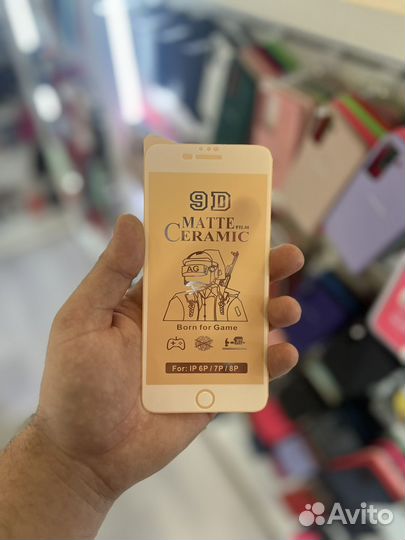 9D
MATTE FILM
CERAMIC
AG
Born for Game
For: IP 6P / 7P / 8P
Avito